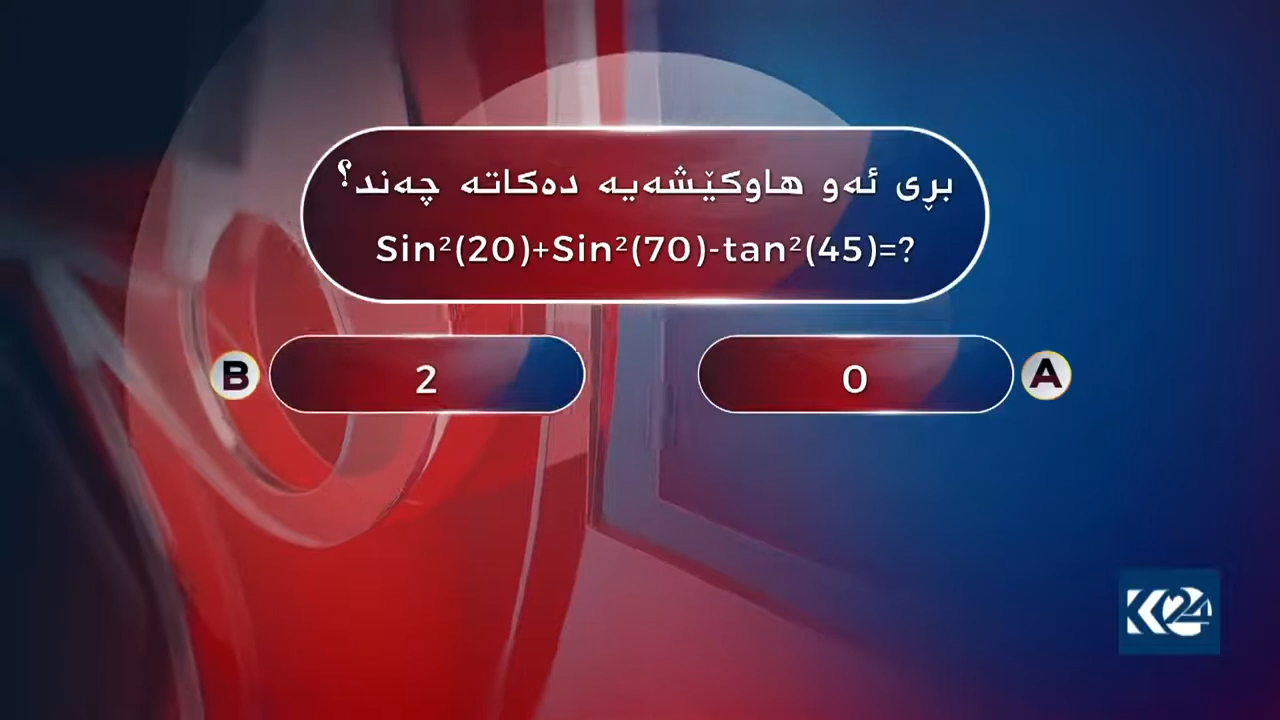 بڕی ئەو هاوکێشەیە دەکاتە چەند؟
Sin²(20)+Sin²(70)-tan²(45)=?
A 0
B 2
K24